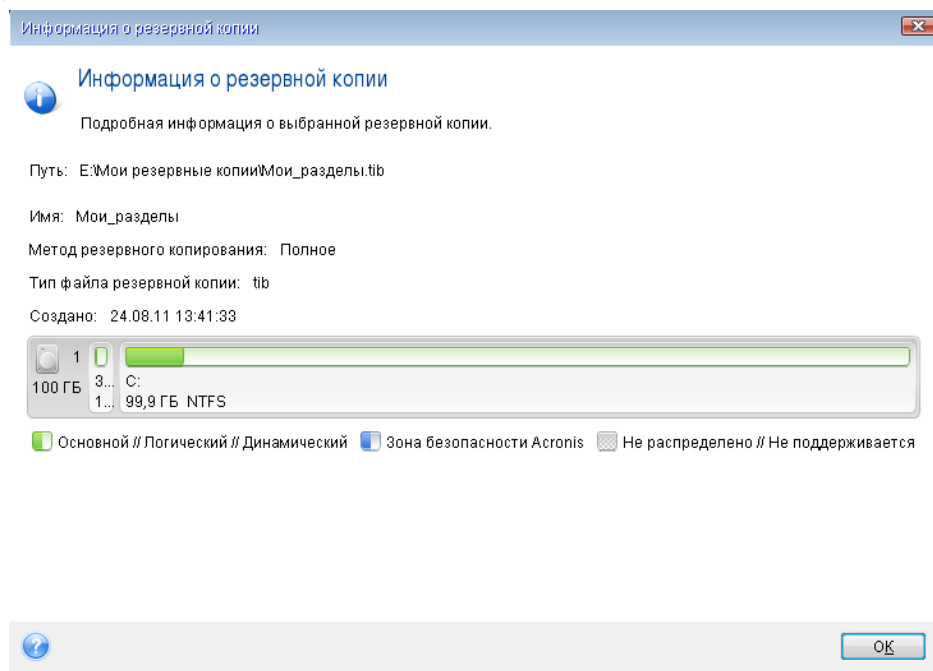 Информация о резервной копии
Информация о резервной копии
Подробная информация о выбранной резервной копии.
Путь: E:\Мои резервные копии\Мои_разделы.tib
Имя: Мои_разделы
Метод резервного копирования: Полное
Тип файла резервной копии: tib
Создано: 24.08.11 13:41:33
1
100 ГБ
З...
1...
C:
99,9 ГБ NTFS
Основной // Логический // Динамический Зона безопасности Acronis Не распределено // Не поддерживается
OK